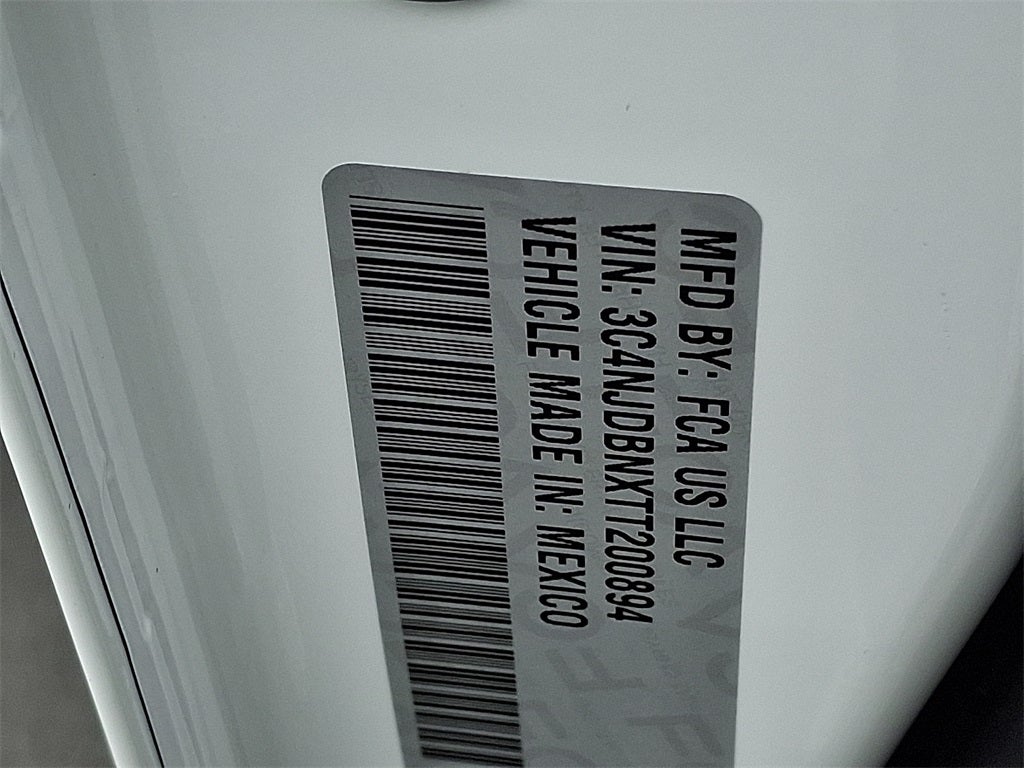 MFD BY: FCA US LLC
VIN: 3C4NJDBNXTT200894
VEHICLE MADE IN: MEXICO